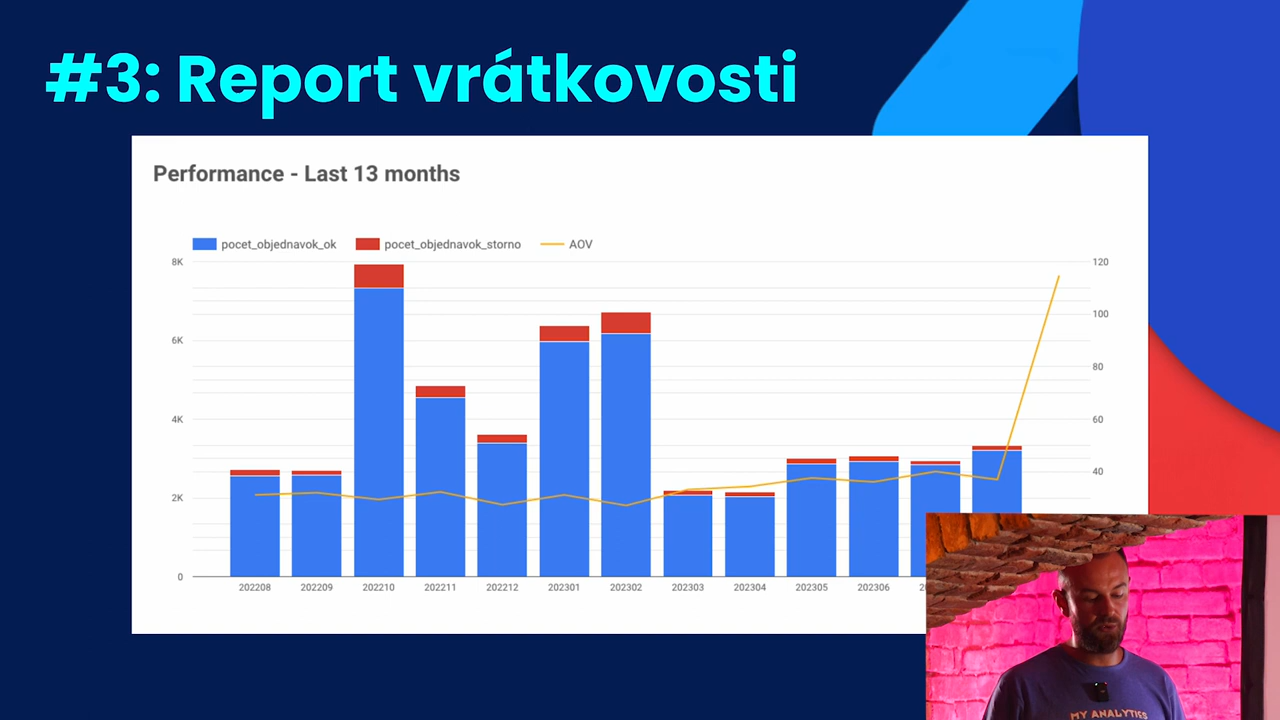 #3: Report vrátkovosti
Performance - Last 13 months
pocet_objednavok_ok pocet_objednavok_storno AOV
8K 120
100
6K
80
4K 60
40
2K
0
202208 202209 202210 202211 202212 202301 202302 202303 202304 202305 202306
MY ANALYTICS